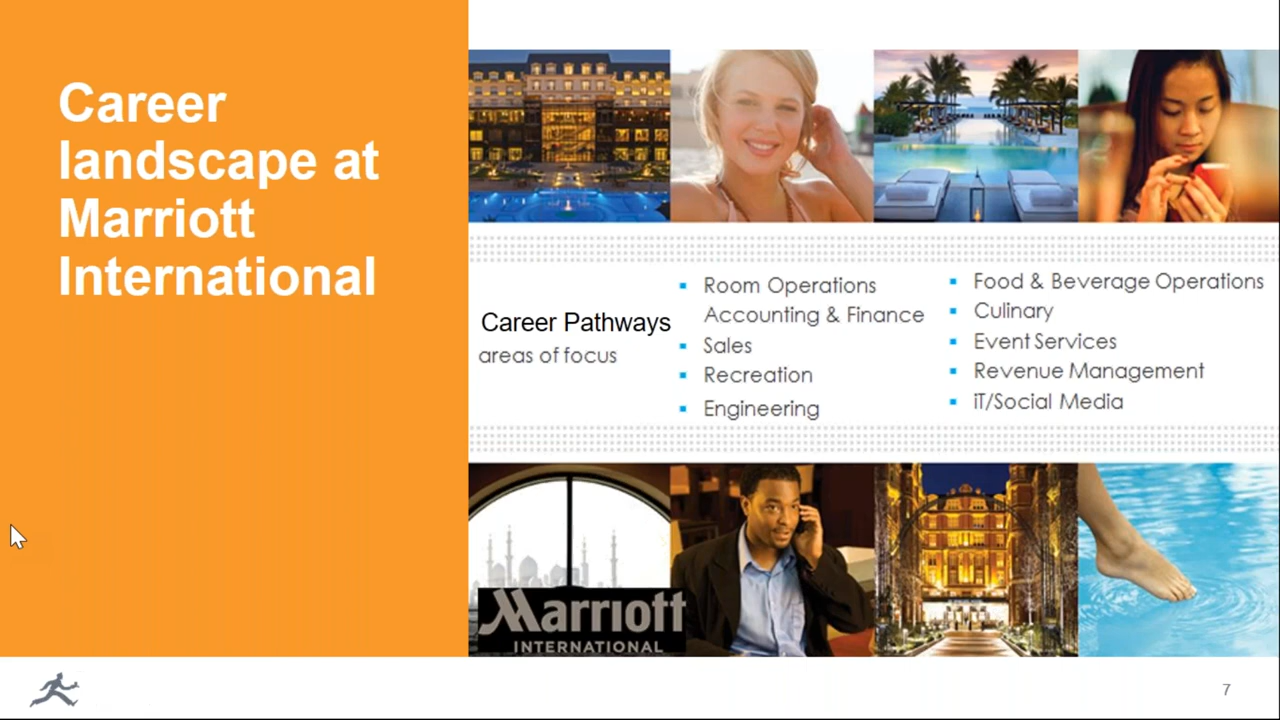 Career
landscape at
Marriott
International
Career Pathways
areas of focus
Room Operations
Accounting & Finance
Sales
Recreation
Engineering
Food & Beverage Operations
Culinary
Event Services
Revenue Management
iT/Social Media
Marriott
INTERNATIONAL
7